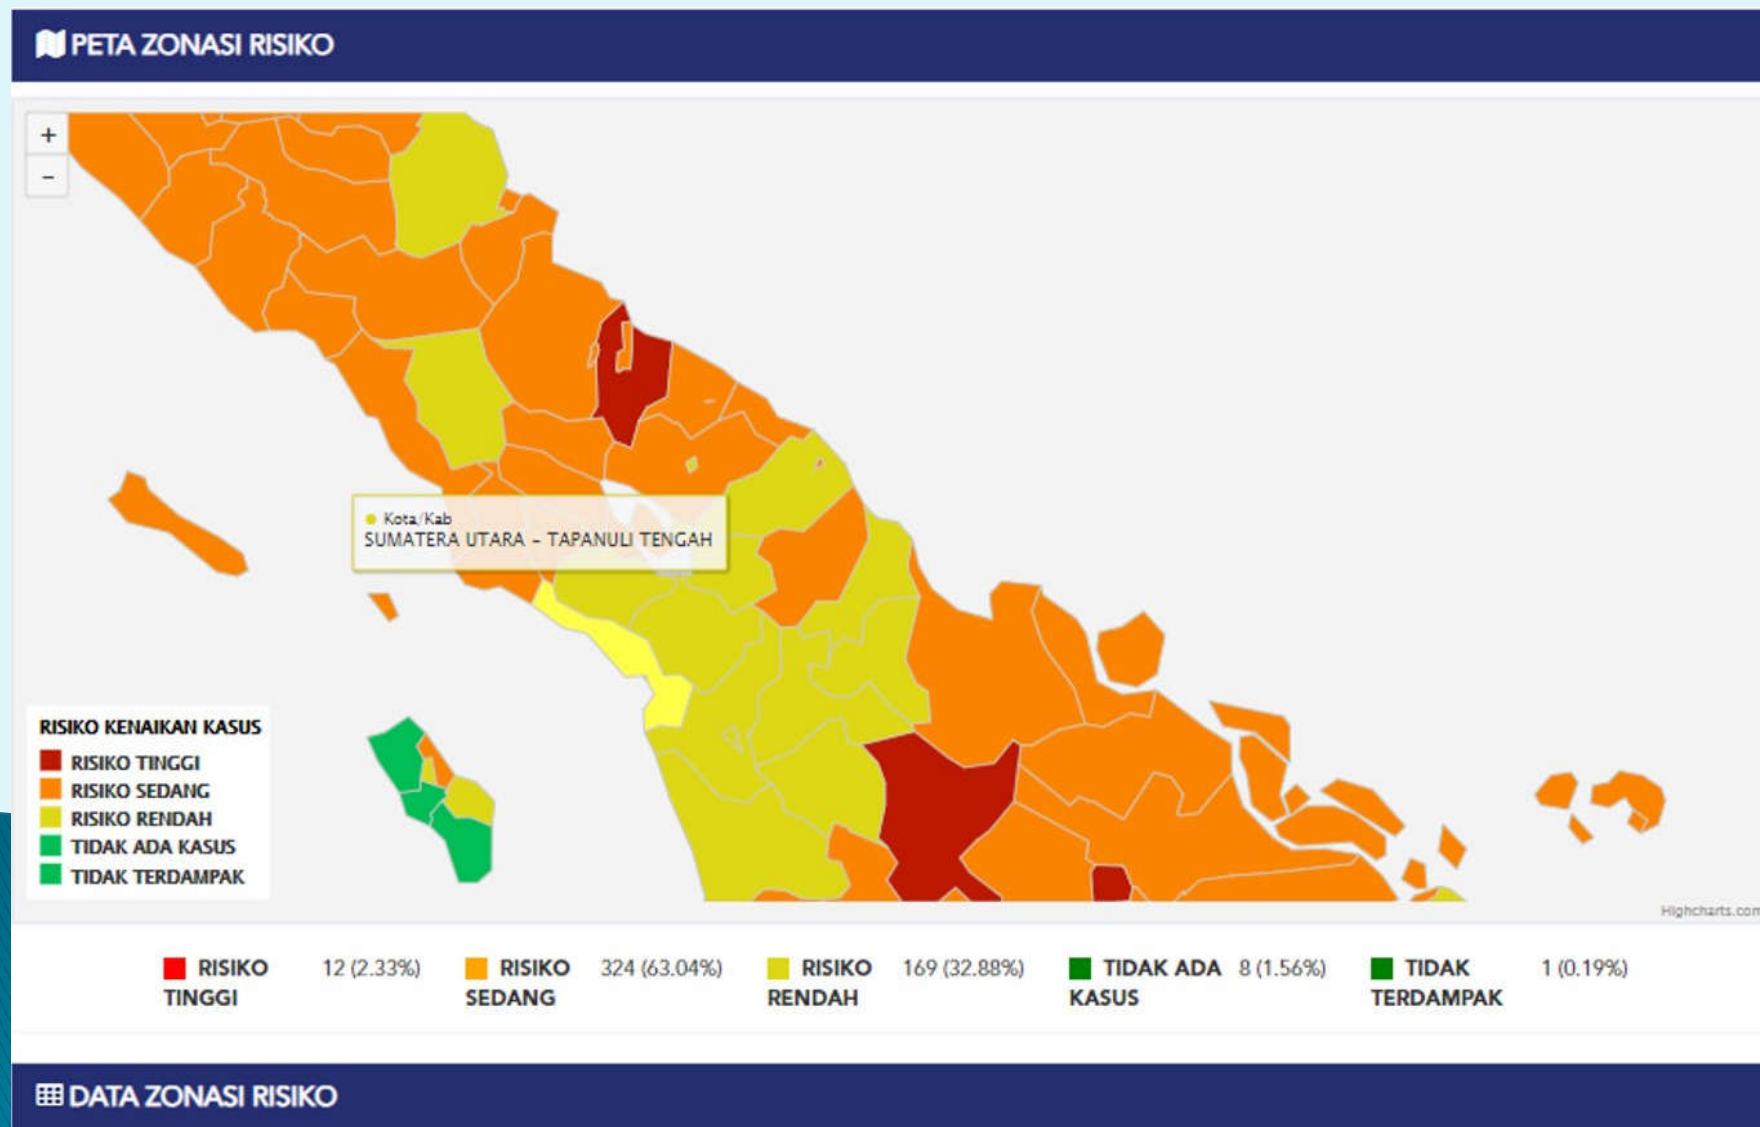 PETA ZONASI RISIKO
+
-
Kota/Kab
SUMATERA UTARA - TAPANULI TENGAH
RISIKO KENAIKAN KASUS
RISIKO TINGGI
RISIKO SEDANG
RISIKO RENDAH
TIDAK ADA KASUS
TIDAK TERDAMPAK
Highcharts.com
RISIKO TINGGI 12 (2.33%)
RISIKO SEDANG 324 (63.04%)
RISIKO RENDAH 169 (32.88%)
TIDAK ADA KASUS 8 (1.56%)
TIDAK TERDAMPAK 1 (0.19%)
DATA ZONASI RISIKO